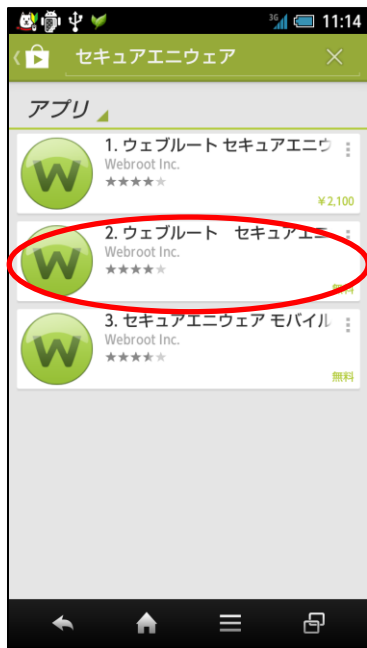 3G 11:14
セキュアエニウェア
アプリ
1. ウェブルート セキュアエニウ
Webroot Inc.
¥2,100
2. ウェブルート　セキュアエニ
Webroot Inc.
無料
3. セキュアエニウェア モバイル
Webroot Inc.
無料